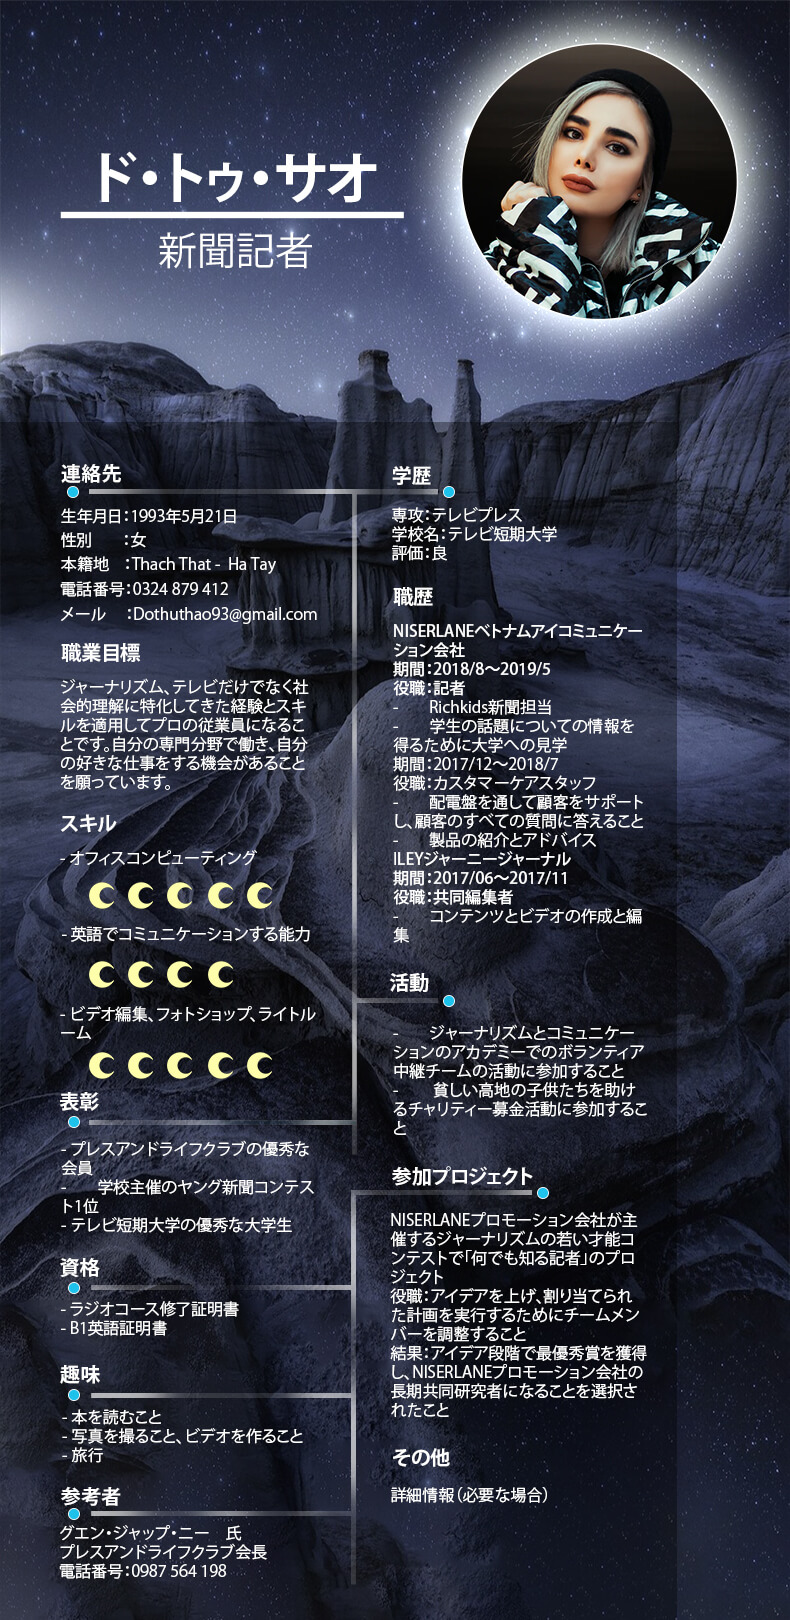 ド・トゥ・サオ
新聞記者
連絡先
生年月日：1993年5月21日
性別　　：女
本籍地　：Thach That - Ha Tay
電話番号：0324 879 412
メール　：Dothuthao93@gmail.com
職業目標
ジャーナリズム、テレビだけでなく社
会的理解に特化してきた経験とスキ
ルを適用してプロの従業員になるこ
とです。自分の専門分野で働き、自分
の好きな仕事をする機会があること
を願っています。
スキル
- オフィスコンピューティング
- 英語でコミュニケーションする能力
- ビデオ編集、フォトショップ、ライトル
ーム
表彰
- プレスアンドライフクラブの優秀な
会員
-　学校主催のヤング新聞コンテス
ト1位
- テレビ短期大学の優秀な大学生
資格
- ラジオコース修了証明書
- B1英語証明書
趣味
- 本を読むこと
- 写真を撮ること、ビデオを作ること
- 旅行
参考者
グエン・ジャップ・ニー　氏
プレスアンドライフクラブ会長
電話番号：0987 564 198
学歴
専攻：テレビプレス
学校名：テレビ短期大学
評価：良
職歴
NISERLANEベトナムアイコミュニケー
ション会社
期間：2018/8～2019/5
役職：記者
-　Richkids新聞担当
-　学生の話題についての情報を
得るために大学への見学
期間：2017/12～2018/7
役職：カスタマーケアスタッフ
-　配電盤を通して顧客をサポート
し、顧客のすべての質問に答えること
-　製品の紹介とアドバイス
ILEYジャーニージャーナル
期間：2017/06～2017/11
役職：共同編集者
-　コンテンツとビデオの作成と編
集
活動
-　ジャーナリズムとコミュニケー
ションのアカデミーでのボランティア
中継チームの活動に参加すること
-　貧しい高地の子供たちを助け
るチャリティー募金活動に参加するこ
と
参加プロジェクト
NISERLANEプロモーション会社が主
催するジャーナリズムの若い才能コ
ンテストで「何でも知る記者」のプロ
ジェクト
役職：アイデアを上げ、割り当てられ
た計画を実行するためにチームメン
バーを調整すること
結果：アイデア段階で最優秀賞を獲得
し、NISERLANEプロモーション会社の
長期共同研究者になることを選択さ
れたこと
その他
詳細情報（必要な場合）